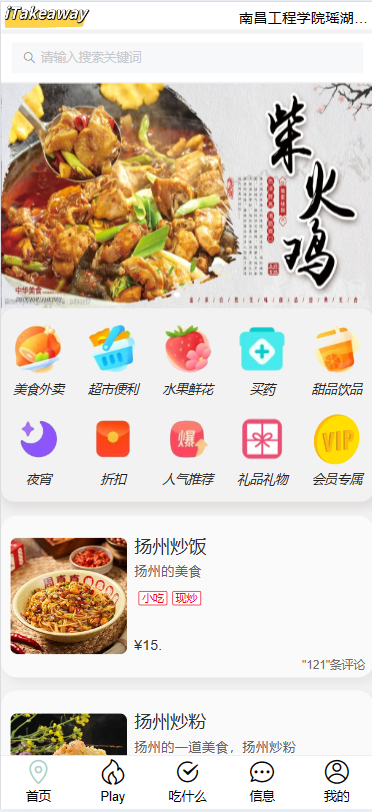 iTakeaway
南昌工程学院瑶湖...
请输入搜索关键词
柴火鸡
中华美食
美食外卖 超市便利 水果鲜花 买药 甜品饮品
爆 VIP
夜宵 折扣 人气推荐 礼品礼物 会员专属
扬州炒饭
扬州的美食
小吃 现炒
¥15.
"121"条评论
扬州炒粉
扬州的一道美食，扬州炒粉
首页 Play 吃什么 信息 我的